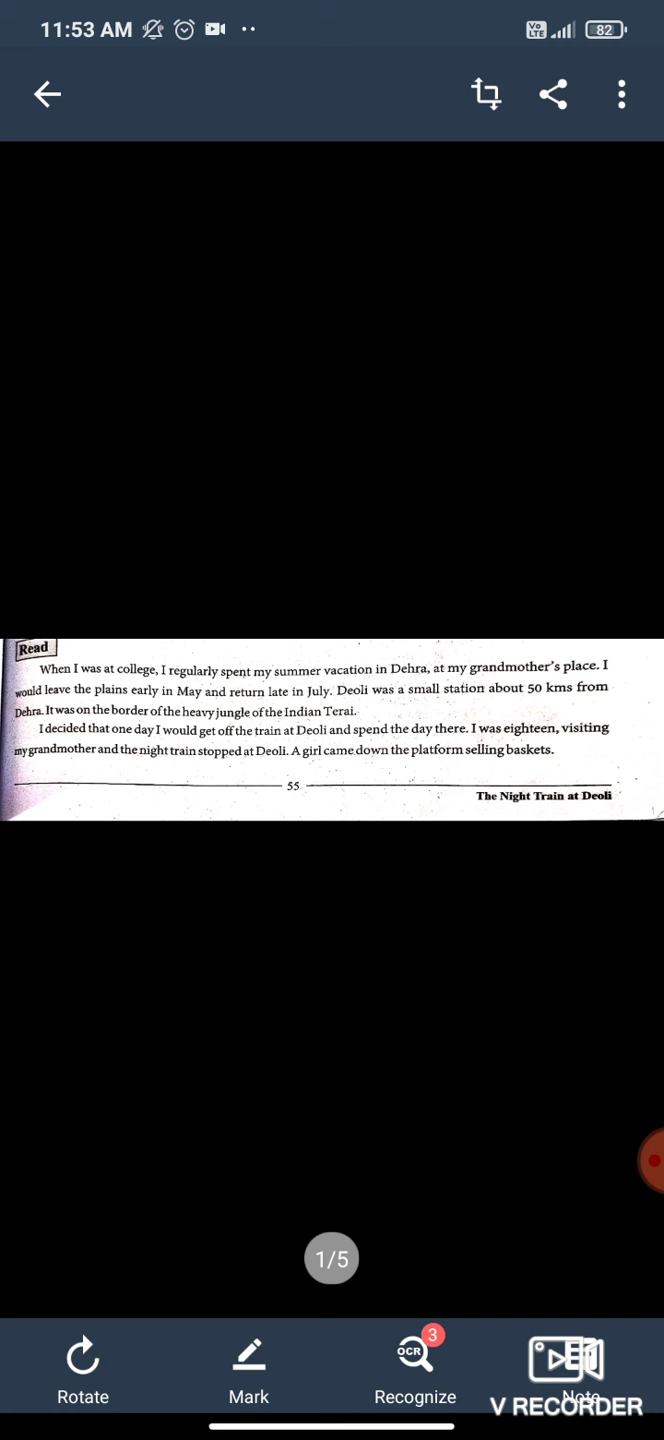 11:53 AM
Vo LTE
82
Read
When I was at college, I regularly spent my summer vacation in Dehra, at my grandmother's place. I
would leave the plains early in May and return late in July. Deoli was a small station about 50 kms from
Dehra. It was on the border of the heavy jungle of the Indian Terai.
I decided that one day I would get off the train at Deoli and spend the day there. I was eighteen, visiting
my grandmother and the night train stopped at Deoli. A girl came down the platform selling baskets.
55
The Night Train at Deoli
1/5
OCR
3
Rotate
Mark
Recognize
Note
V RECORDER